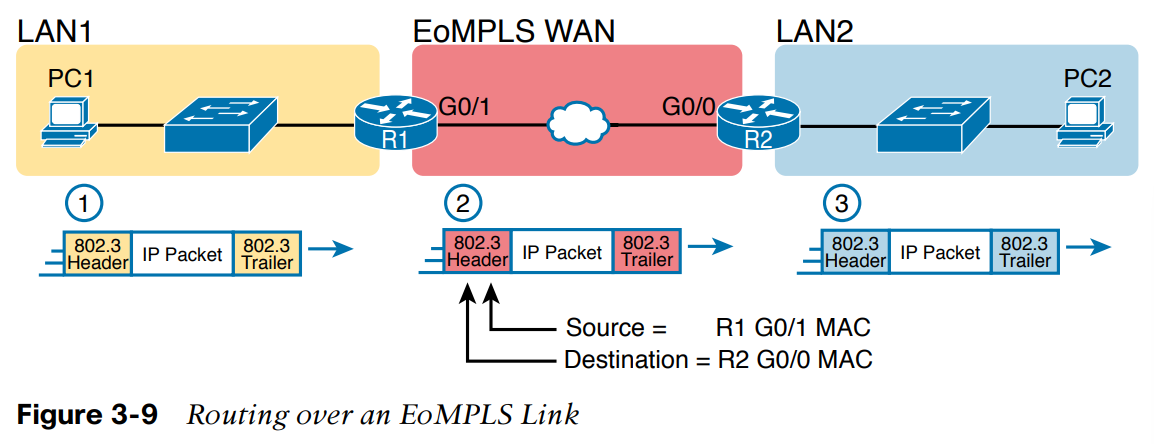 LAN1
EoMPLS WAN
LAN2
PC1
G0/1
G0/0
PC2
R1
R2
1
2
3
802.3
Header
IP Packet
802.3
Trailer
802.3
Header
IP Packet
802.3
Trailer
802.3
Header
IP Packet
802.3
Trailer
Source = R1 G0/1 MAC
Destination = R2 G0/0 MAC
Figure 3-9 Routing over an EoMPLS Link